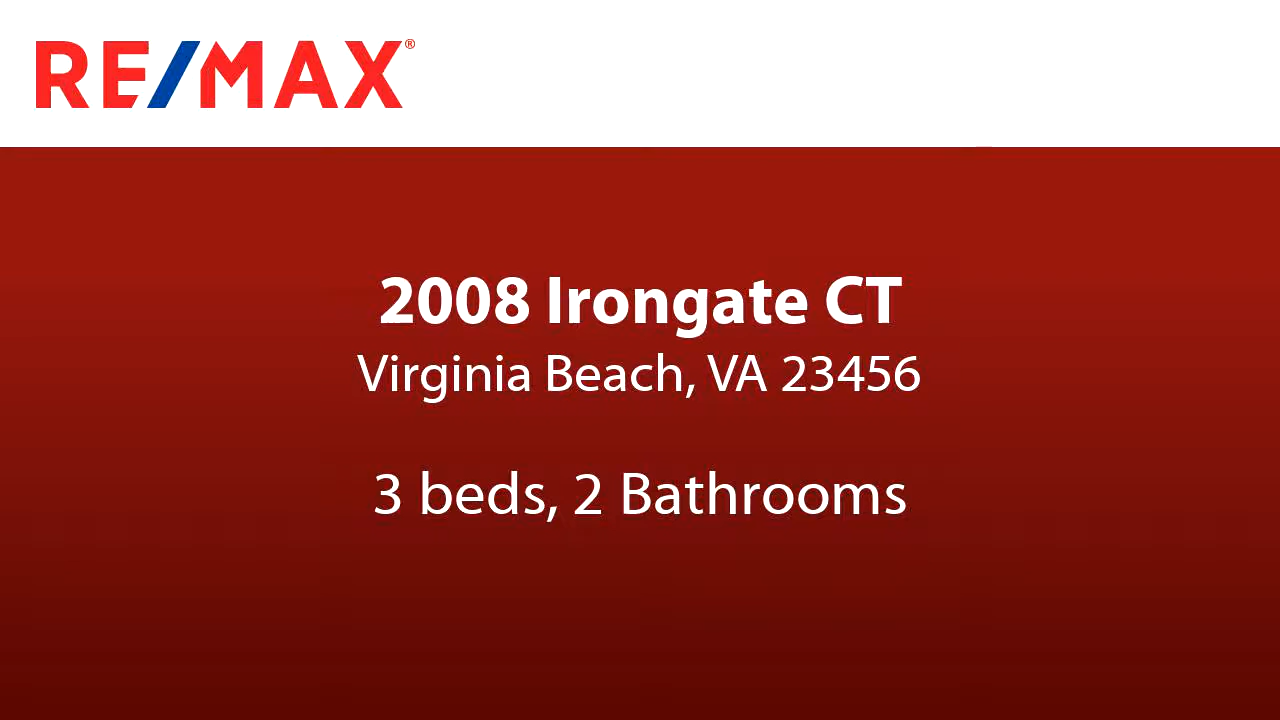 RE/MAX®
2008 Irongate CT
Virginia Beach, VA 23456
3 beds, 2 Bathrooms